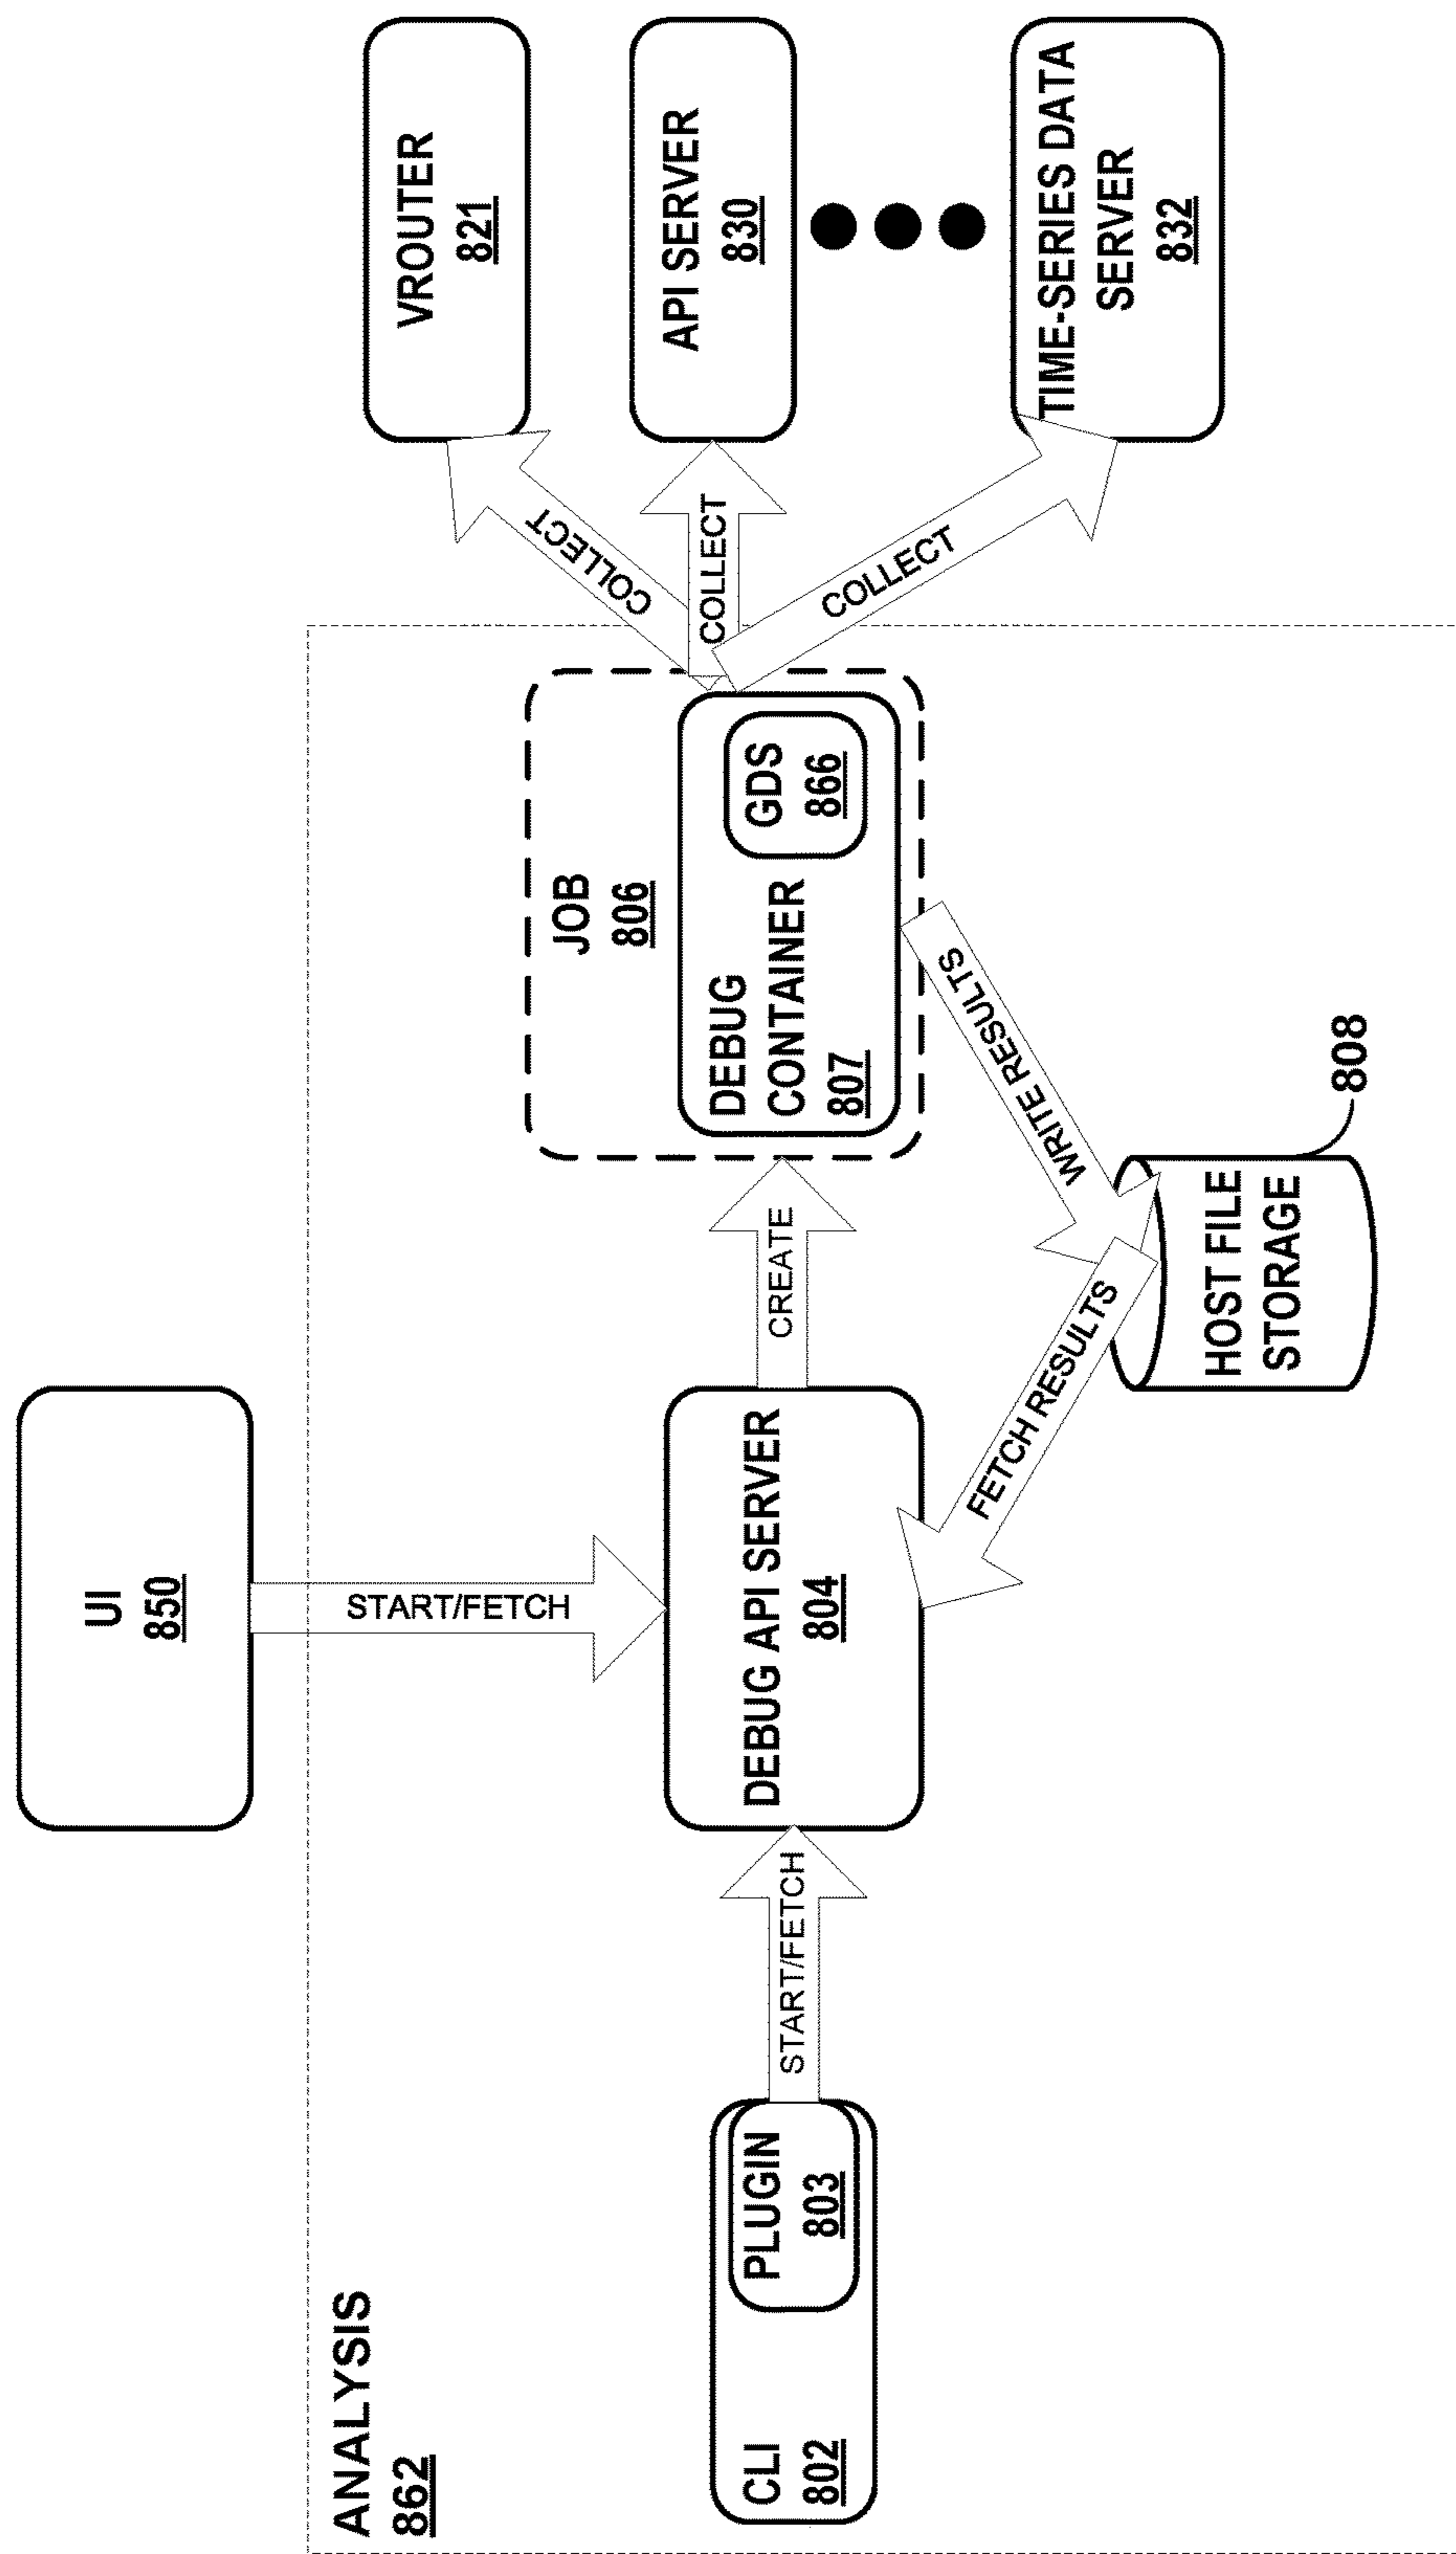 UI
850
ANALYSIS
862
START/FETCH
CLI
802
PLUGIN
803
START/FETCH
DEBUG API SERVER
804
CREATE
JOB
806
DEBUG
CONTAINER
807
GDS
866
WRITE RESULTS
FETCH RESULTS
HOST FILE
STORAGE
808
COLLECT
COLLECT
COLLECT
VROUTER
821
API SERVER
830
TIME-SERIES DATA
SERVER
832